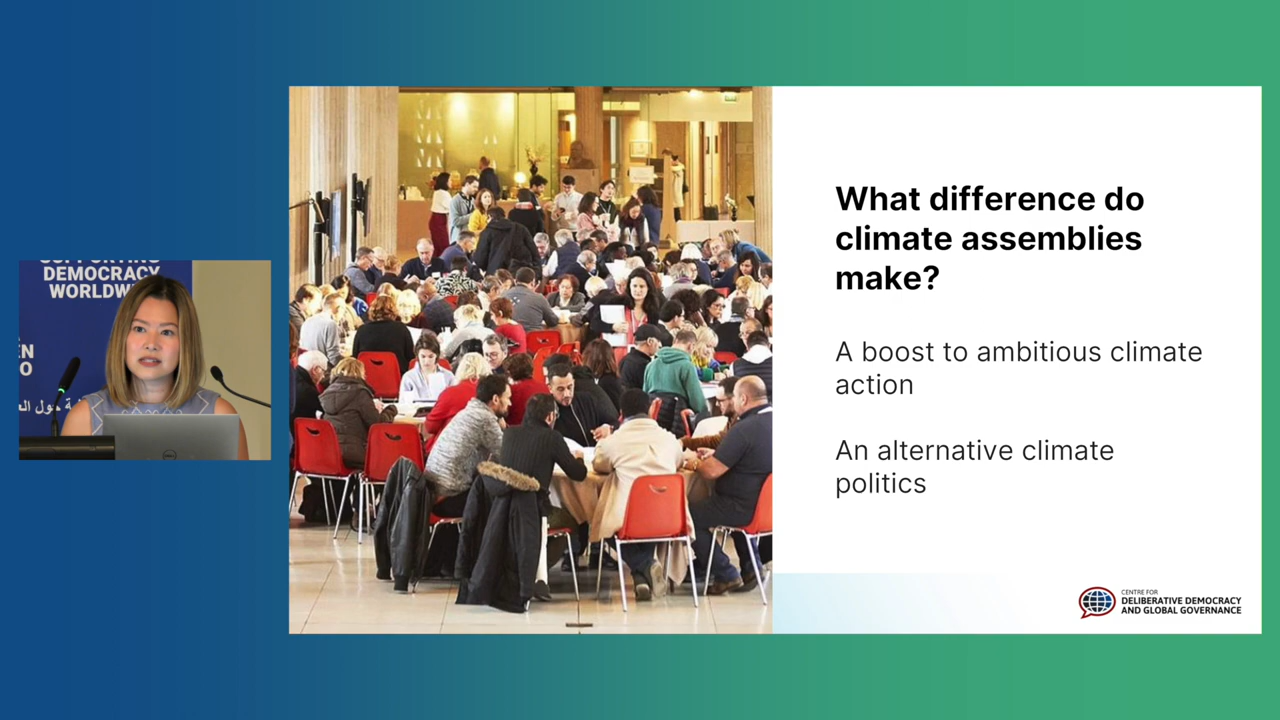 DEMOCRACY
What difference do
climate assemblies
make?
A boost to ambitious climate
action
An alternative climate
politics
CENTRE FOR
DELIBERATIVE DEMOCRACY
AND GLOBAL GOVERNANCE